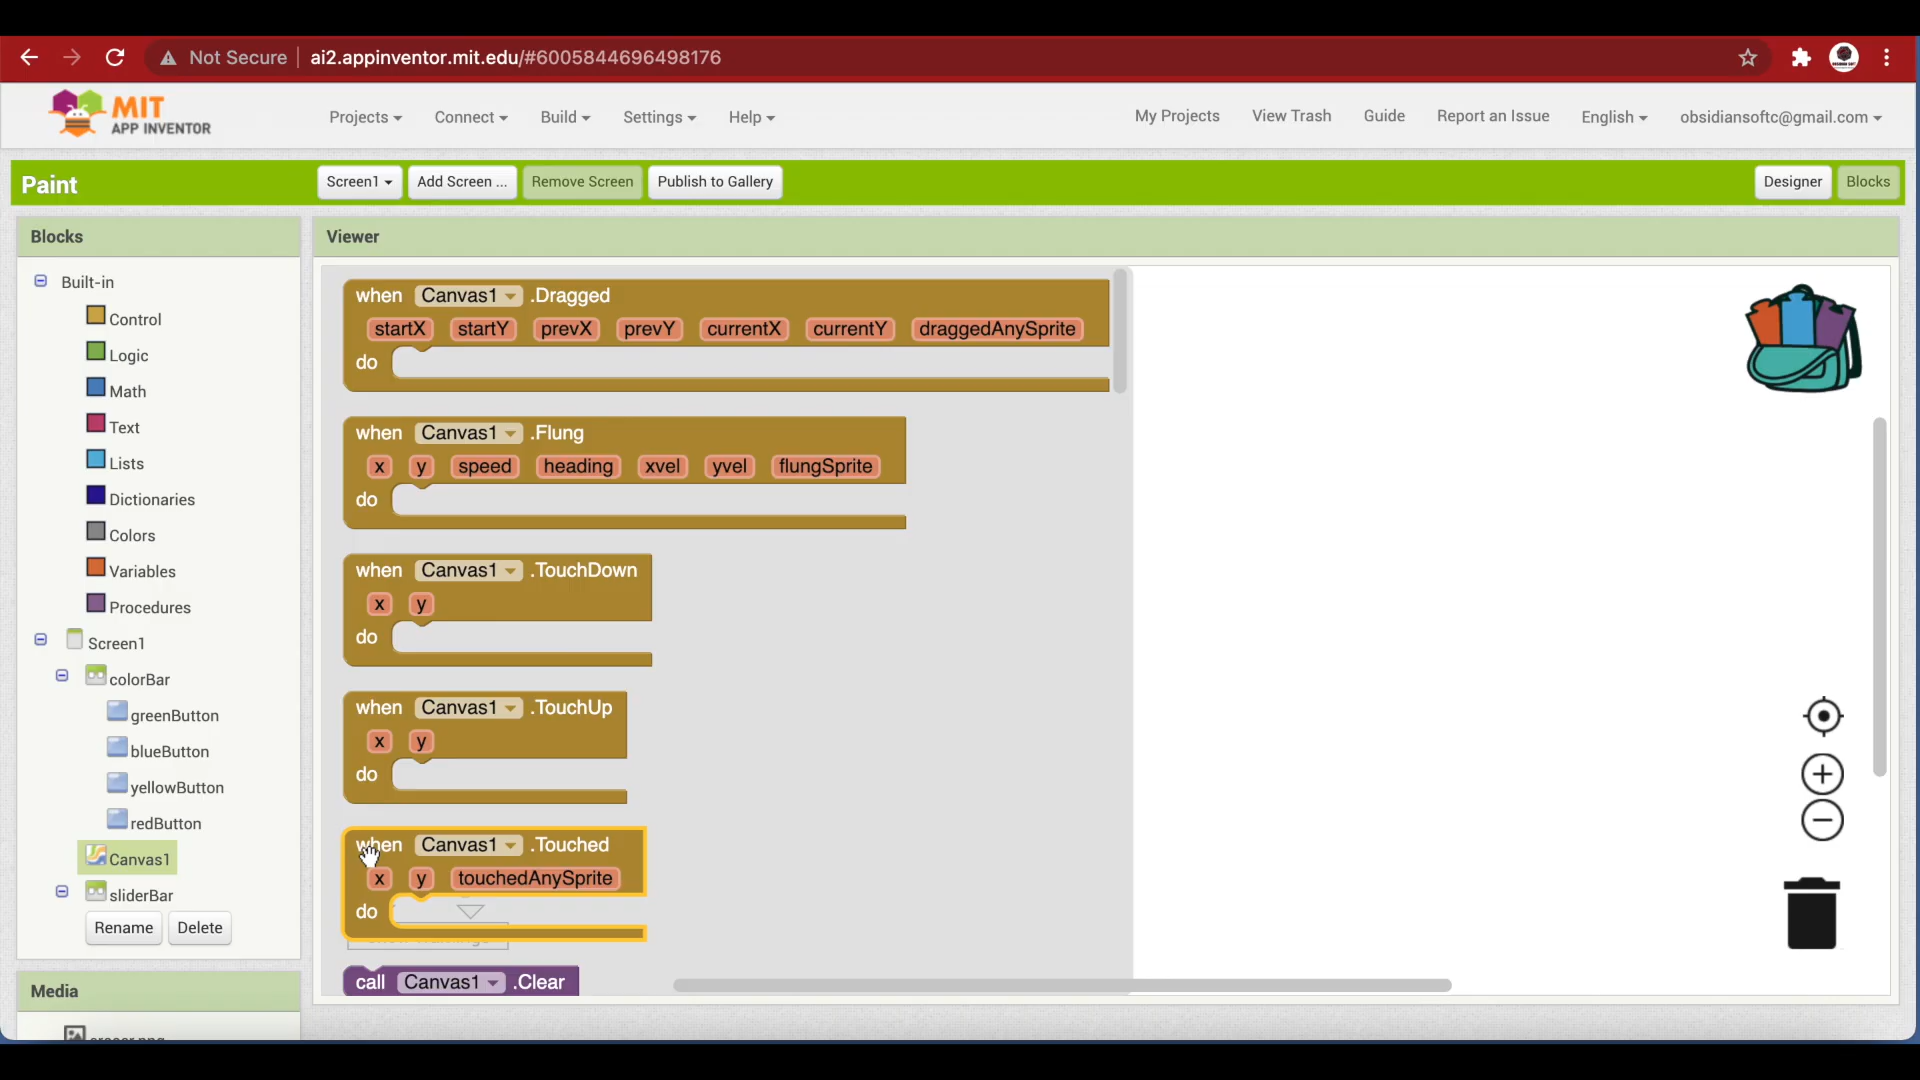 Not Secure | ai2.appinventor.mit.edu/#6005844696498176
MIT
APP INVENTOR
Projects Connect Build Settings Help My Projects View Trash Guide Report an Issue English obsidiansoftc@gmail.com
Paint Screen1 Add Screen ... Remove Screen Publish to Gallery Designer Blocks
Blocks
Built-in
Control
Logic
Math
Text
Lists
Dictionaries
Colors
Variables
Procedures
Screen1
colorBar
greenButton
blueButton
yellowButton
redButton
Canvas1
sliderBar
Rename Delete
Media
Viewer
when Canvas1 .Dragged
startX startY prevX prevY currentX currentY draggedAnySprite
do
when Canvas1 .Flung
x y speed heading xvel yvel flungSprite
do
when Canvas1 .TouchDown
x y
do
when Canvas1 .TouchUp
x y
do
when Canvas1 .Touched
x y touchedAnySprite
do
call Canvas1 .Clear